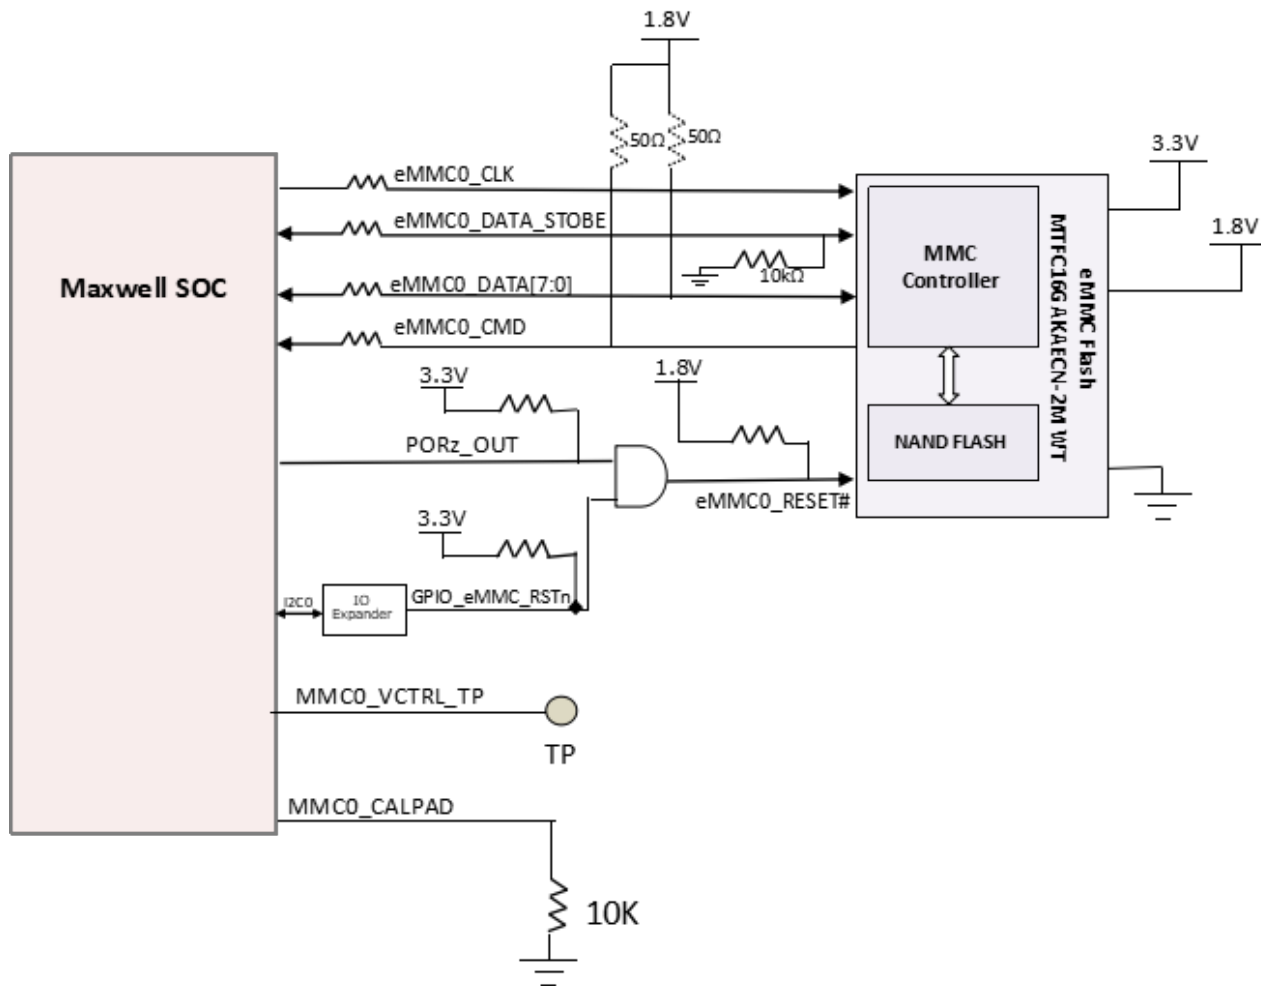 1.8V
50Ω
50Ω
3.3V
eMMC0_CLK
eMMC0_DATA_STOBE
1.8V
Maxwell SOC
MMC
Controller
10kΩ
eMMC0_DATA[7:0]
eMMC Flash
MTFC16GAKAECN-2M WT
eMMC0_CMD
3.3V
1.8V
PORz_OUT
NAND FLASH
eMMC0_RESET#
3.3V
I2C0
IO
Expander
GPIO_eMMC_RSTn
MMC0_VCTRL_TP
TP
MMC0_CALPAD
10K